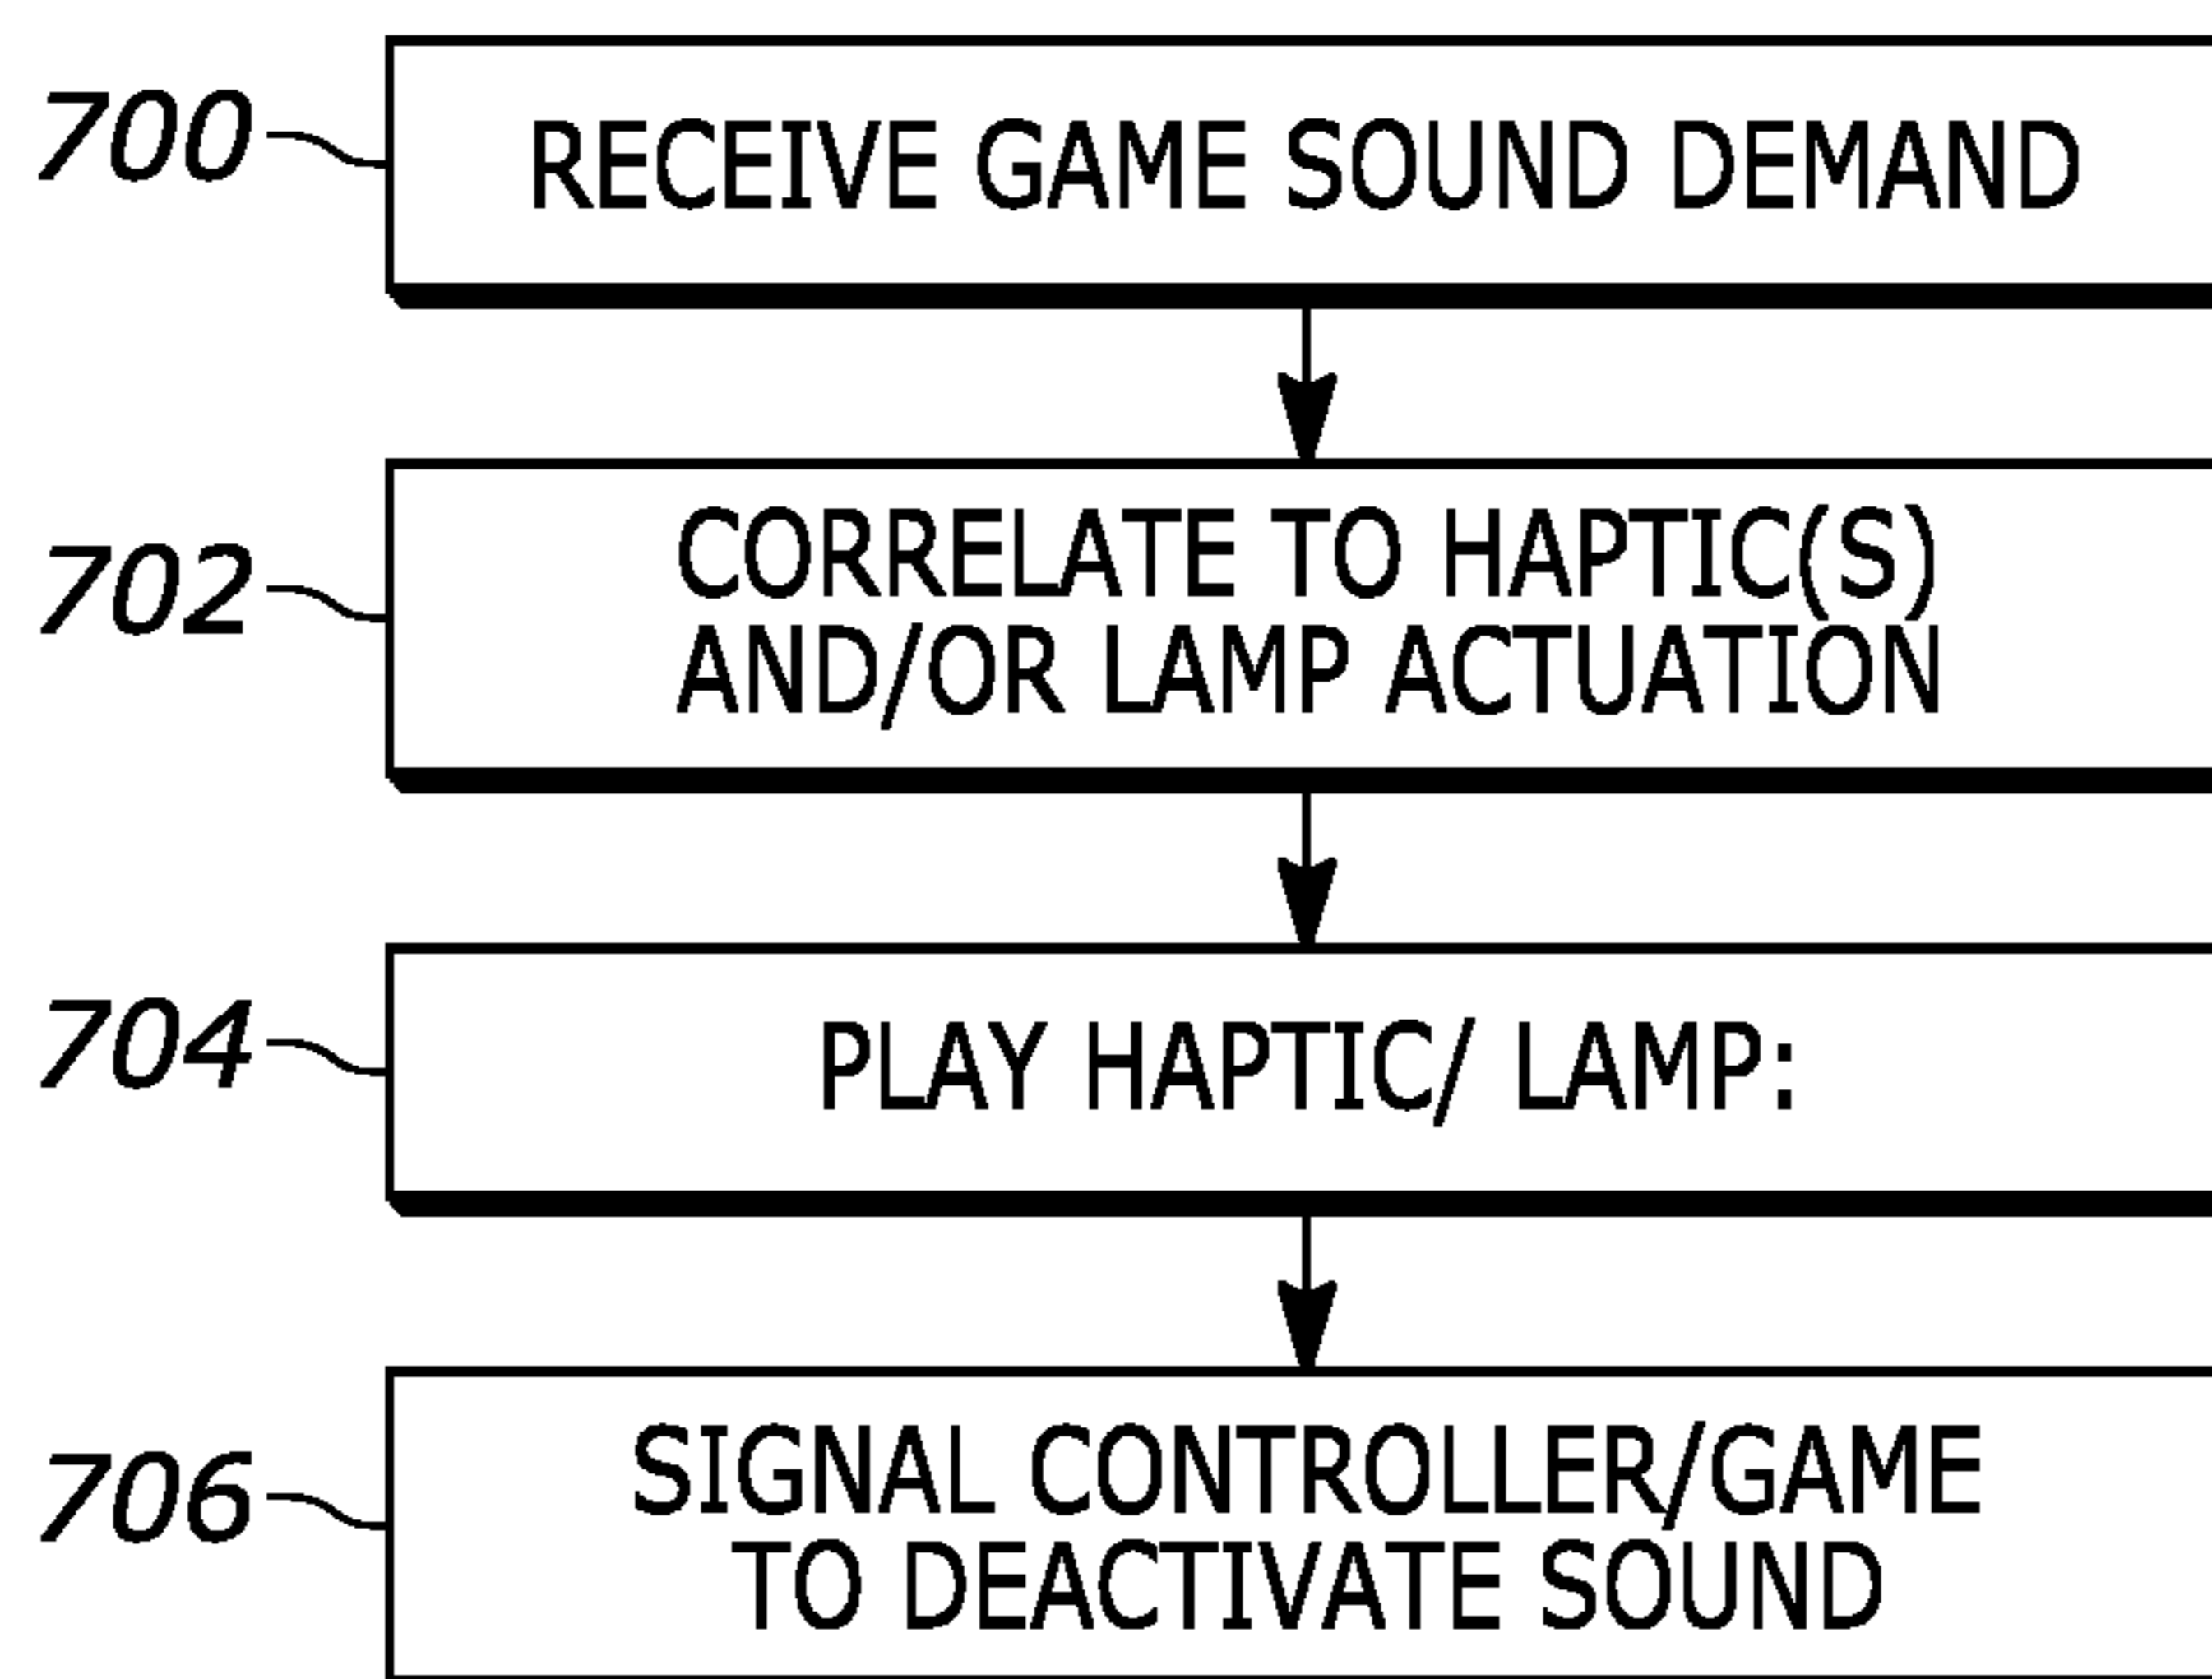 700
RECEIVE GAME SOUND DEMAND
702
CORRELATE TO HAPTIC(S)
AND/OR LAMP ACTUATION
704
PLAY HAPTIC/ LAMP:
706
SIGNAL CONTROLLER/GAME
TO DEACTIVATE SOUND